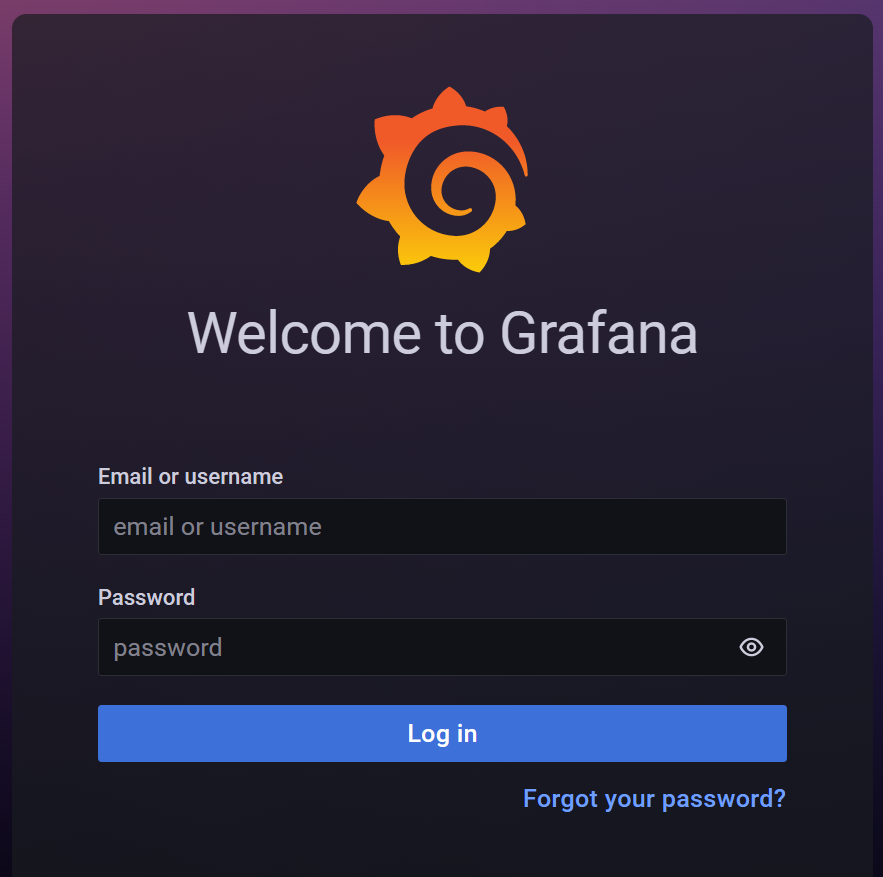 Welcome to Grafana
Email or username
email or username
Password
password
Log in
Forgot your password?